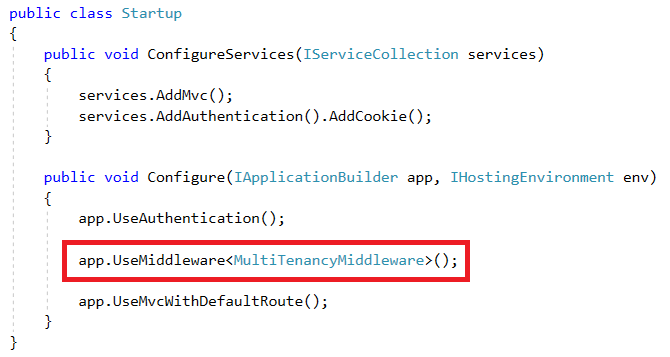 public class Startup
{
public void ConfigureServices(IServiceCollection services)
{
services.AddMvc();
services.AddAuthentication().AddCookie();
}
public void Configure(IApplicationBuilder app, IHostingEnvironment env)
{
app.UseAuthentication();
app.UseMiddleware<MultiTenancyMiddleware>();
app.UseMvcWithDefaultRoute();
}
}